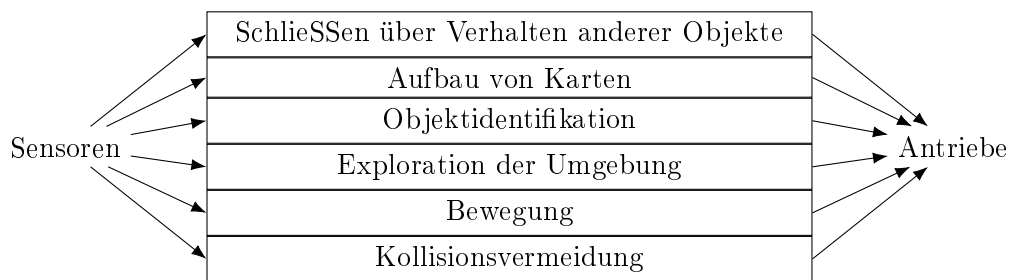 SchlieSSen über Verhalten anderer Objekte
Aufbau von Karten
Objektidentifikation
Sensoren
Antriebe
Exploration der Umgebung
Bewegung
Kollisionsvermeidung